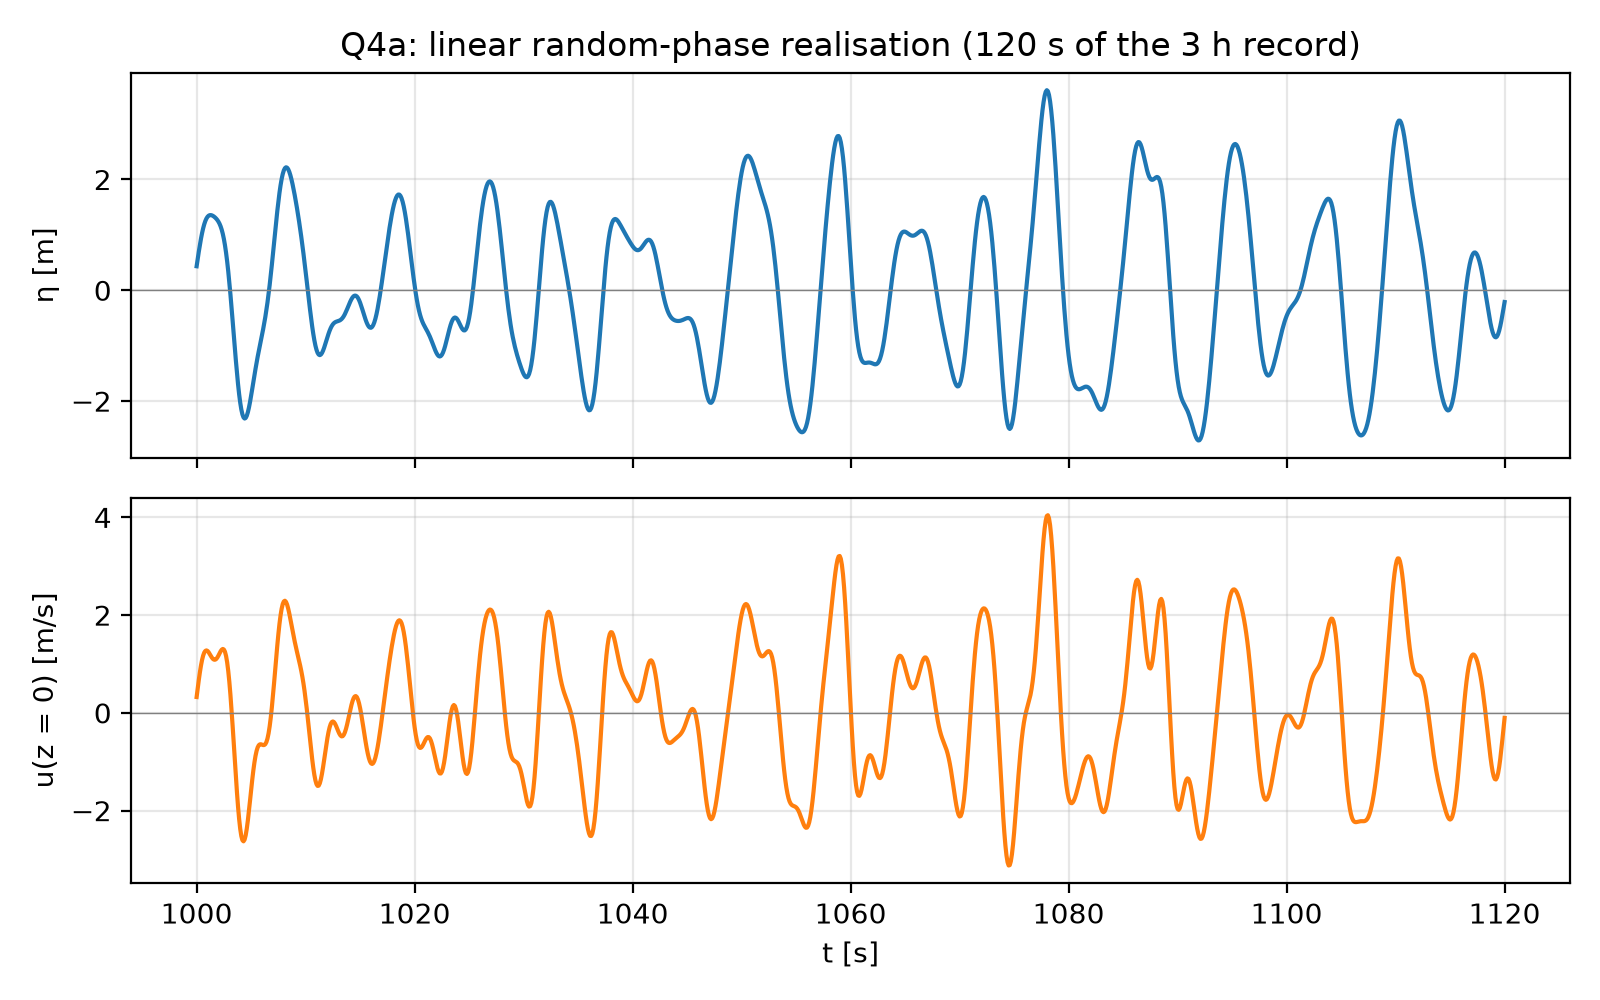 Q4a: linear random-phase realisation (120 s of the 3 h record)
η [m]
2
0
−2
u(z = 0) [m/s]
4
2
0
−2
1000 1020 1040 1060 1080 1100 1120
t [s]